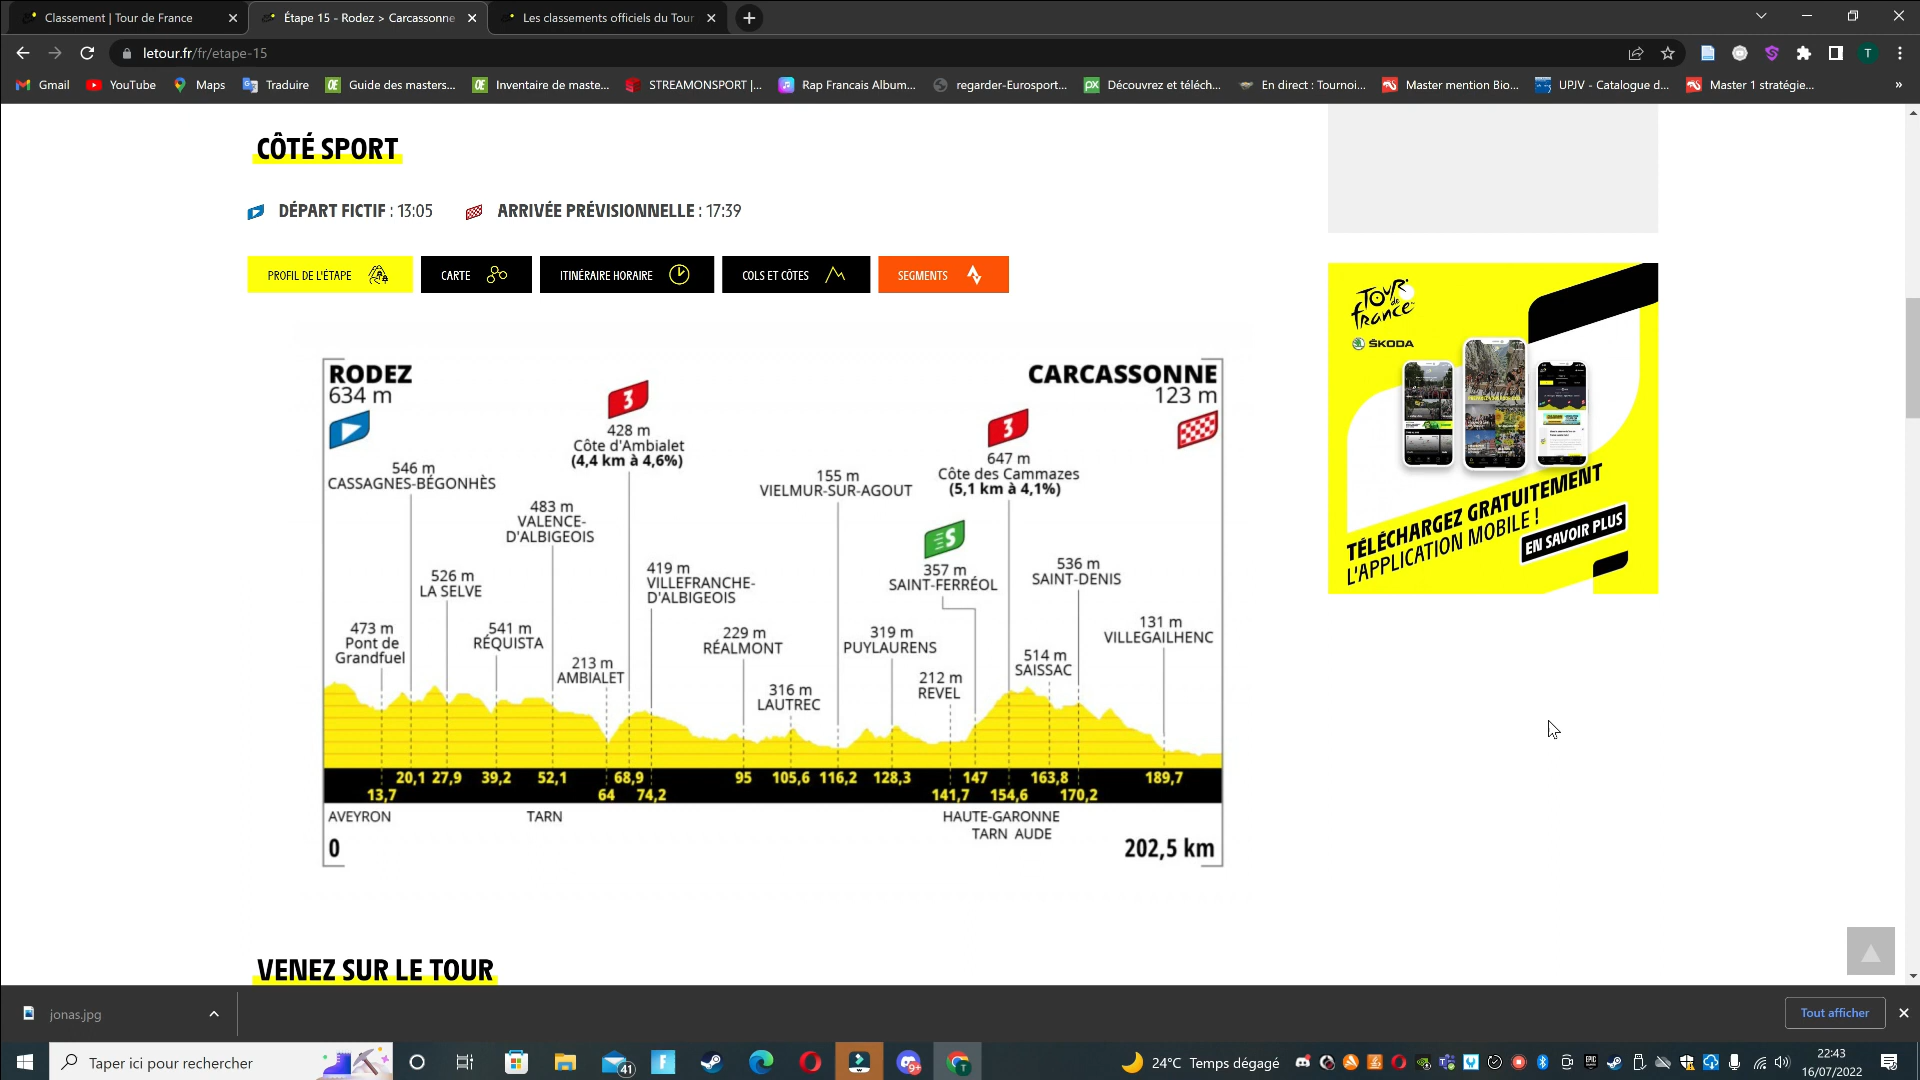 Classement | Tour de France
Étape 15 - Rodez > Carcassonne
Les classements officiels du Tour
letour.fr/fr/etape-15
T
Gmail
YouTube
Maps
Traduire
Guide des masters...
Inventaire de maste...
STREAMONSPORT |...
Rap Francais Album...
regarder-Eurosport...
Découvrez et téléch...
En direct : Tournoi...
Master mention Bio...
UPJV - Catalogue d...
Master 1 stratégie...
»
CÔTÉ SPORT
DÉPART FICTIF : 13:05
ARRIVÉE PRÉVISIONNELLE : 17:39
PROFIL DE L'ÉTAPE
CARTE
ITINÉRAIRE HORAIRE
COLS ET CÔTES
SEGMENTS
RODEZ
634 m
CARCASSONNE
123 m
3
428 m
Côte d'Ambialet
(4,4 km à 4,6%)
3
647 m
Côte des Cammazes
(5,1 km à 4,1%)
546 m
CASSAGNES-BÉGONHÈS
155 m
VIELMUR-SUR-AGOUT
483 m
VALENCE-
D'ALBIGEOIS
S
357 m
SAINT-FERRÉOL
526 m
LA SELVE
419 m
VILLEFRANCHE-
D'ALBIGEOIS
536 m
SAINT-DENIS
473 m
Pont de
Grandfuel
541 m
RÉQUISTA
229 m
RÉALMONT
319 m
PUYLAURENS
131 m
VILLEGAILHENC
213 m
AMBIALET
514 m
SAISSAC
316 m
LAUTREC
212 m
REVEL
20,1 27,9 39,2 52,1 68,9 95 105,6 116,2 128,3 147 163,8 189,7
13,7 64 74,2 141,7 154,6 170,2
AVEYRON TARN HAUTE-GARONNE
TARN AUDE
0
202,5 km
TOUR
de
france
ŠKODA
TÉLÉCHARGEZ GRATUITEMENT
L'APPLICATION MOBILE !
EN SAVOIR PLUS
VENEZ SUR LE TOUR
jonas.jpg
Tout afficher
Taper ici pour rechercher
41
9+
T
24°C Temps dégagé
22:43
16/07/2022